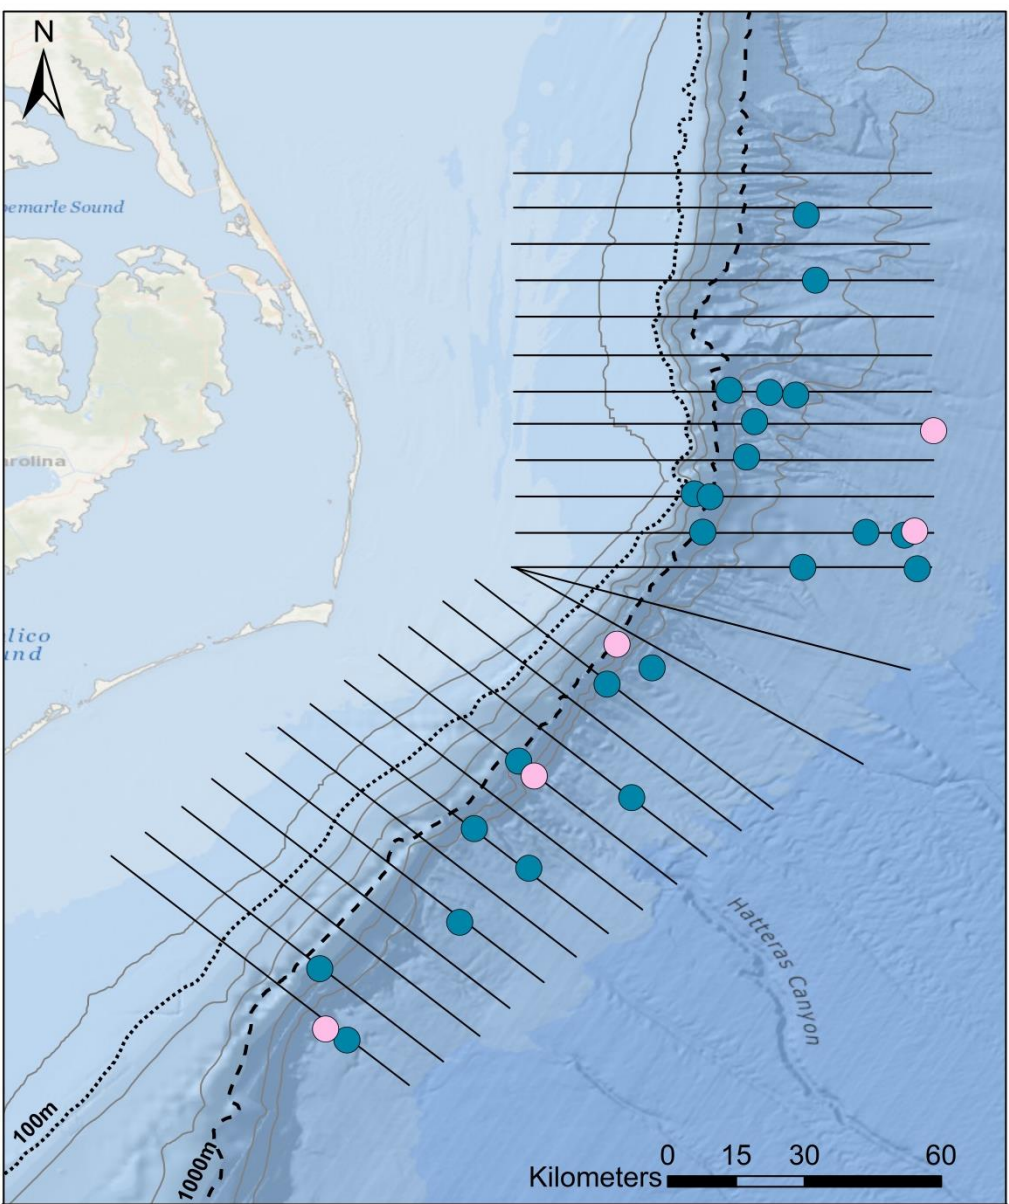 N
emarle Sound
arolina
lico
und
Hatteras Canyon
100m
1000m
0 15 30 60
Kilometers